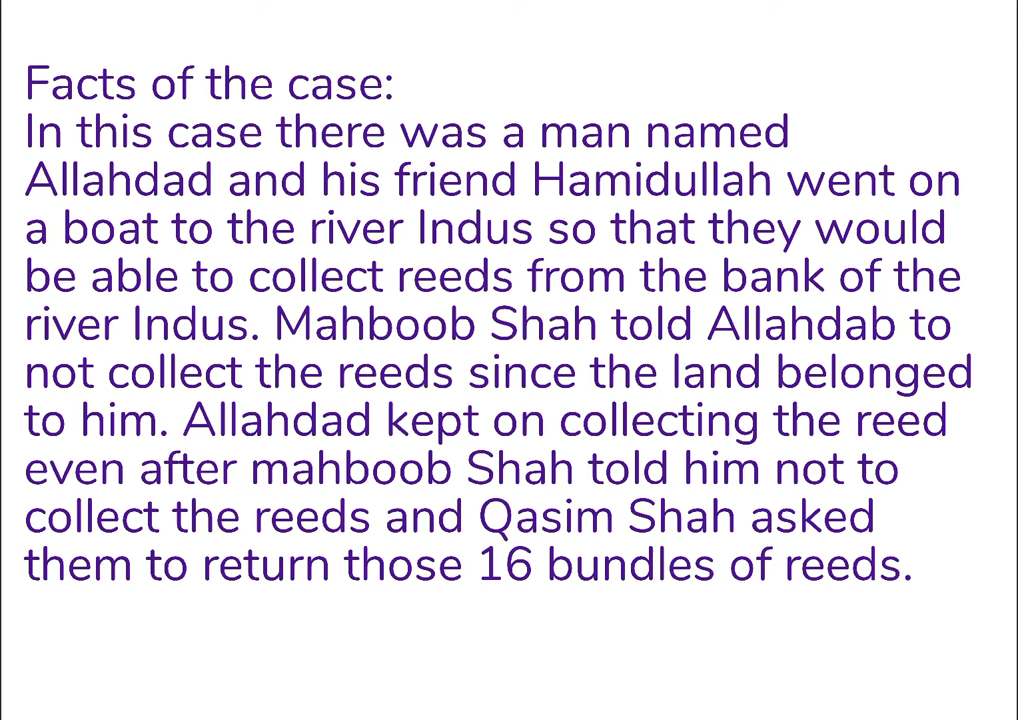 Facts of the case:
In this case there was a man named
Allahdad and his friend Hamidullah went on
a boat to the river Indus so that they would
be able to collect reeds from the bank of the
river Indus. Mahboob Shah told Allahdab to
not collect the reeds since the land belonged
to him. Allahdad kept on collecting the reed
even after mahboob Shah told him not to
collect the reeds and Qasim Shah asked
them to return those 16 bundles of reeds.